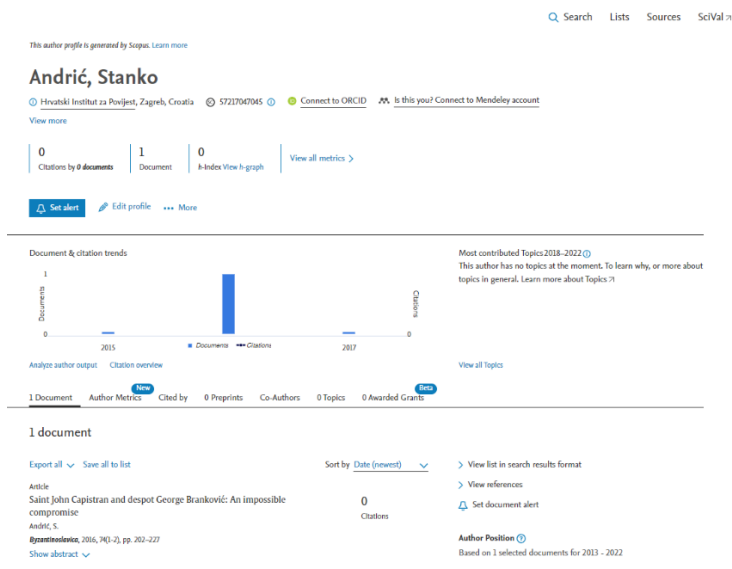 Search Lists Sources SciVal
This author profile is generated by Scopus. Learn more
Andrić, Stanko
Hrvatski Institut za Povijest, Zagreb, Croatia 57217047045 Connect to ORCID Is this you? Connect to Mendeley account
View more
0 1 0
Citations by 0 documents Document h-Index View h-graph View all metrics
Set alert Edit profile More
Document & citation trends
1
Documents
0
2015
2017
Documents Citations
Citations
0
Analyze author output Citation overview
Most contributed Topics 2018–2022
This author has no topics at the moment. To learn why, or more about
topics in general. Learn more about Topics
View all Topics
New
Beta
1 Document Author Metrics Cited by 0 Preprints Co-Authors 0 Topics 0 Awarded Grants
1 document
Export all Save all to list Sort by Date (newest)
Article
Saint John Capistran and despot George Branković: An impossible
compromise
Andrić, S.
Byzantinoslavica, 2016, 74(1-2), pp. 202–227
Show abstract
0
Citations
View list in search results format
View references
Set document alert
Author Position
Based on 1 selected documents for 2013 - 2022